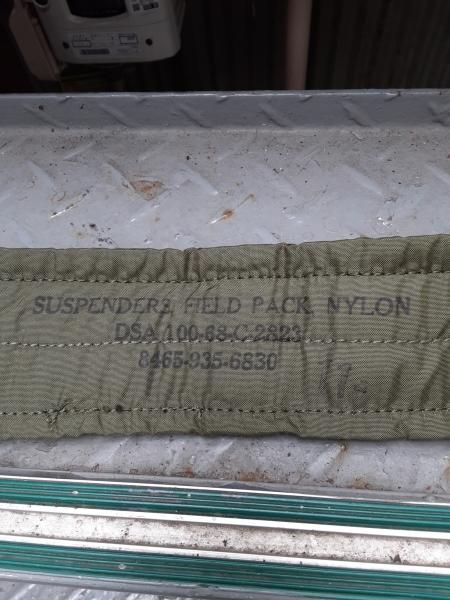 SUSPENDERS, FIELD PACK, NYLON
DSA 100-68-C-2823
8465-935-6830